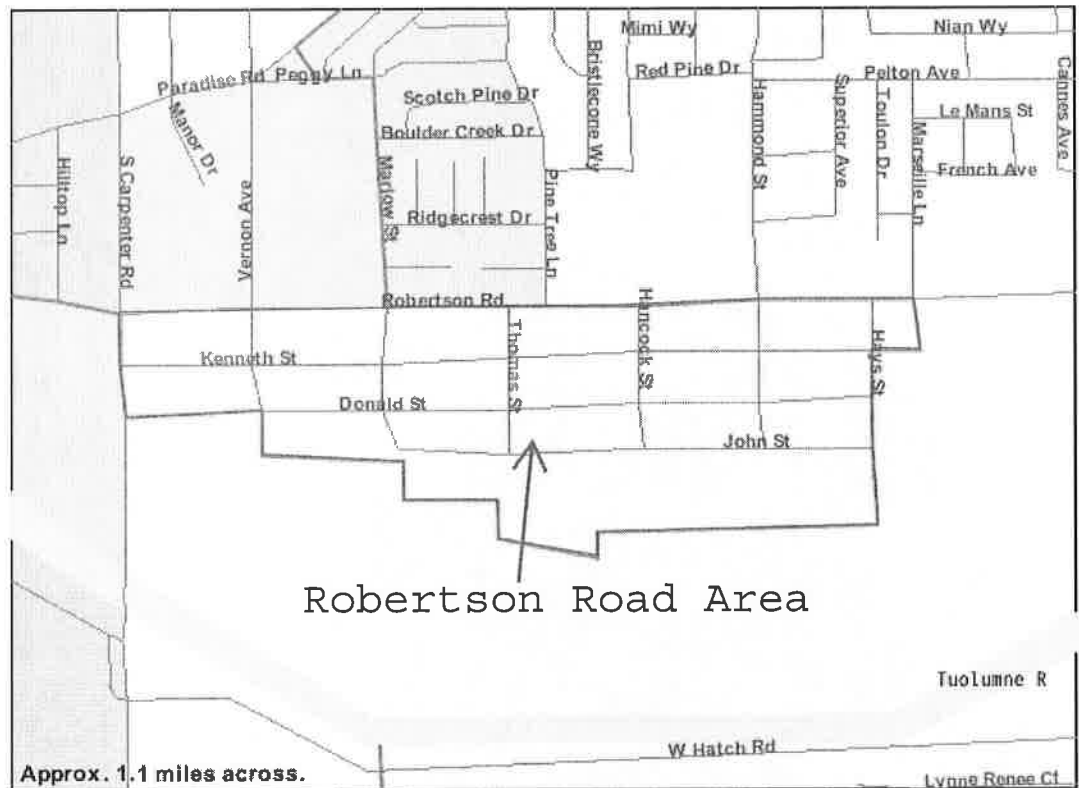 Mimi Wy
Nian Wy
Bristlecone Wy
Red Pine Dr
Pelton Ave
Cannes Ave
Paradise Rd
Peggy Ln
Scotch Pine Dr
Hammond St
Superior Ave
Toulon Dr
Le Mans St
Manor Dr
Boulder Creek Dr
Marseille Ln
French Ave
Hilltop Ln
S Carpenter Rd
Vernon Ave
Marlow St
Pine Tree Ln
Ridgecrest Dr
Robertson Rd
Hancock St
Thomas St
Hays St
Kenneth St
Donald St
John St
Robertson Road Area
Tuolumne R
W Hatch Rd
Approx. 1.1 miles across.
Lynne Renee Ct